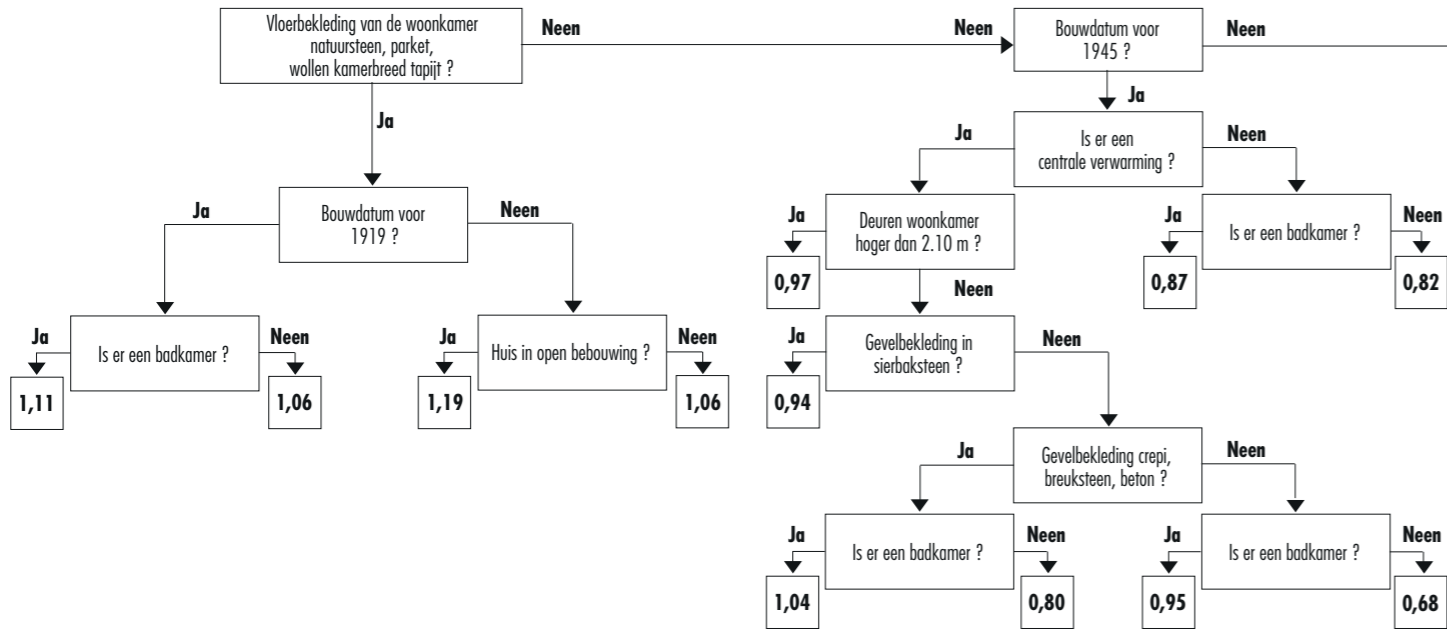 Vloerbekleding van de woonkamer
natuursteen, parket,
wollen kamerbreed tapijt ?
Neen
Neen
Bouwdatum voor
1945 ?
Neen
Ja
Ja
Ja
Is er een
centrale verwarming ?
Neen
Ja
Bouwdatum voor
1919 ?
Neen
Ja
Deuren woonkamer
hoger dan 2.10 m ?
Ja
Is er een badkamer ?
Neen
0,97
0,87
0,82
Neen
Ja
Is er een badkamer ?
Neen
Ja
Huis in open bebouwing ?
Neen
Ja
Gevelbekleding in
sierbaksteen ?
Neen
1,11
1,06
1,19
1,06
0,94
Ja
Gevelbekleding crepi,
breuksteen, beton ?
Neen
Ja
Is er een badkamer ?
Neen
Ja
Is er een badkamer ?
Neen
1,04
0,80
0,95
0,68